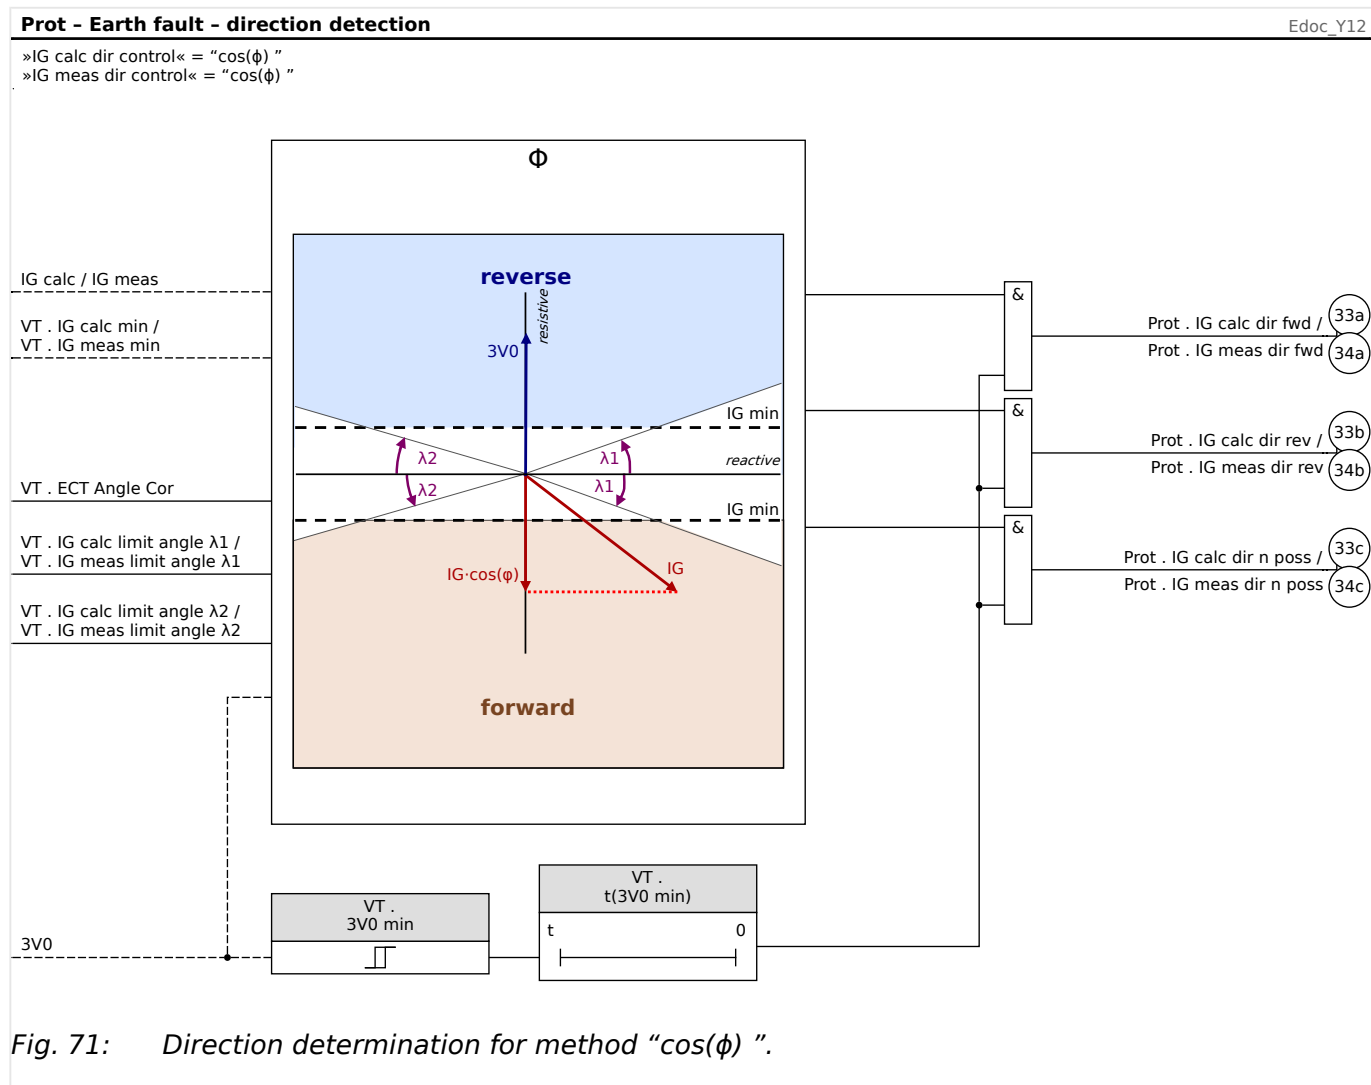 Prot – Earth fault – direction detection
Edoc_Y12
»IG calc dir control« = “cos(ϕ) ”
»IG meas dir control« = “cos(ϕ) ”
Φ
reverse
resistive
3V0
IG min
reactive
λ2
λ1
λ2
λ1
IG min
IG·cos(φ)
IG
forward
IG calc / IG meas
VT . IG calc min /
VT . IG meas min
VT . ECT Angle Cor
VT . IG calc limit angle λ1 /
VT . IG meas limit angle λ1
VT . IG calc limit angle λ2 /
VT . IG meas limit angle λ2
3V0
VT .
3V0 min
VT .
t(3V0 min)
t
0
&
Prot . IG calc dir fwd /
33a
Prot . IG meas dir fwd
34a
&
Prot . IG calc dir rev /
33b
Prot . IG meas dir rev
34b
&
Prot . IG calc dir n poss /
33c
Prot . IG meas dir n poss
34c
Fig. 71: Direction determination for method “cos(ϕ) ”.